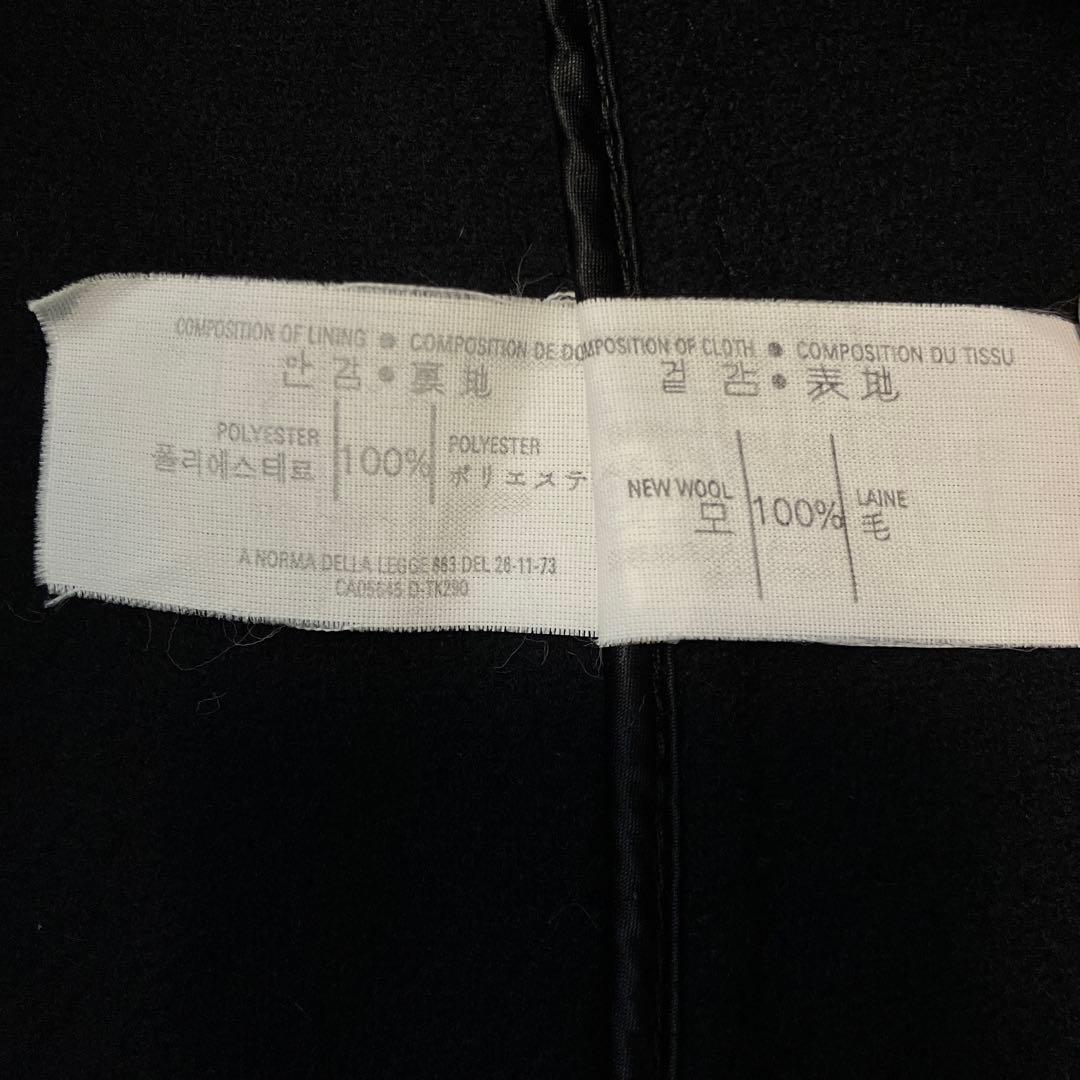 COMPOSITION OF LINING ● COMPOSITION DE DO
안 감 ● 裏 地
POLYESTER 100% POLYESTER
폴리에스테르 ポリエステ
A NORMA DELLA LEGGE 883 DEL 26-11-73
CA05645 D-TK290
MPOSITION OF CLOTH ● COMPOSITION DU TISSU
겉 감 ● 表 地
NEW WOOL 100% LAINE
모 毛